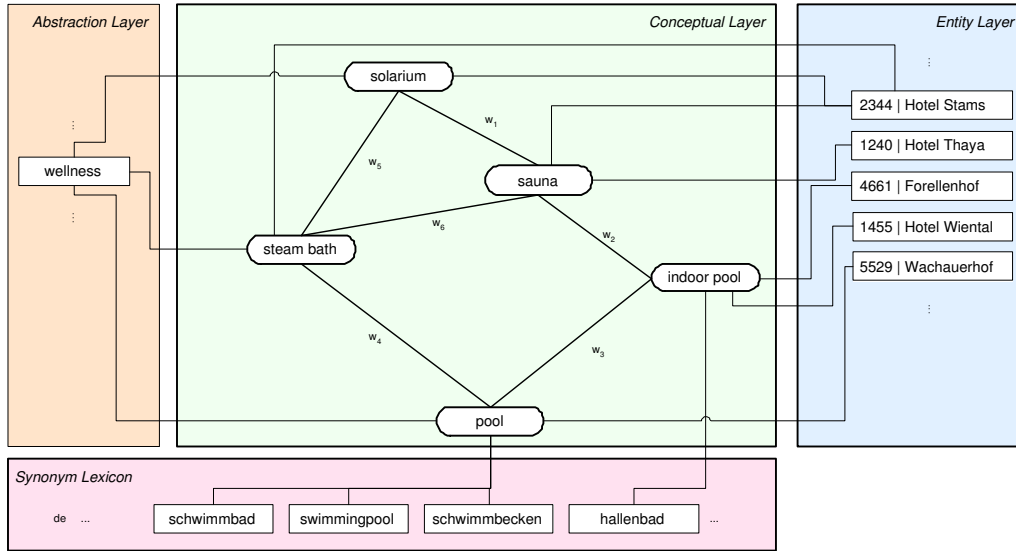 Abstraction Layer
Conceptual Layer
Entity Layer
solarium
2344 | Hotel Stams
w1
1240 | Hotel Thaya
wellness
w5
sauna
4661 | Forellenhof
w6
1455 | Hotel Wiental
w2
steam bath
5529 | Wachauerhof
indoor pool
w4
w3
pool
Synonym Lexicon
de ... schwimmbad swimmingpool schwimmbecken hallenbad ...